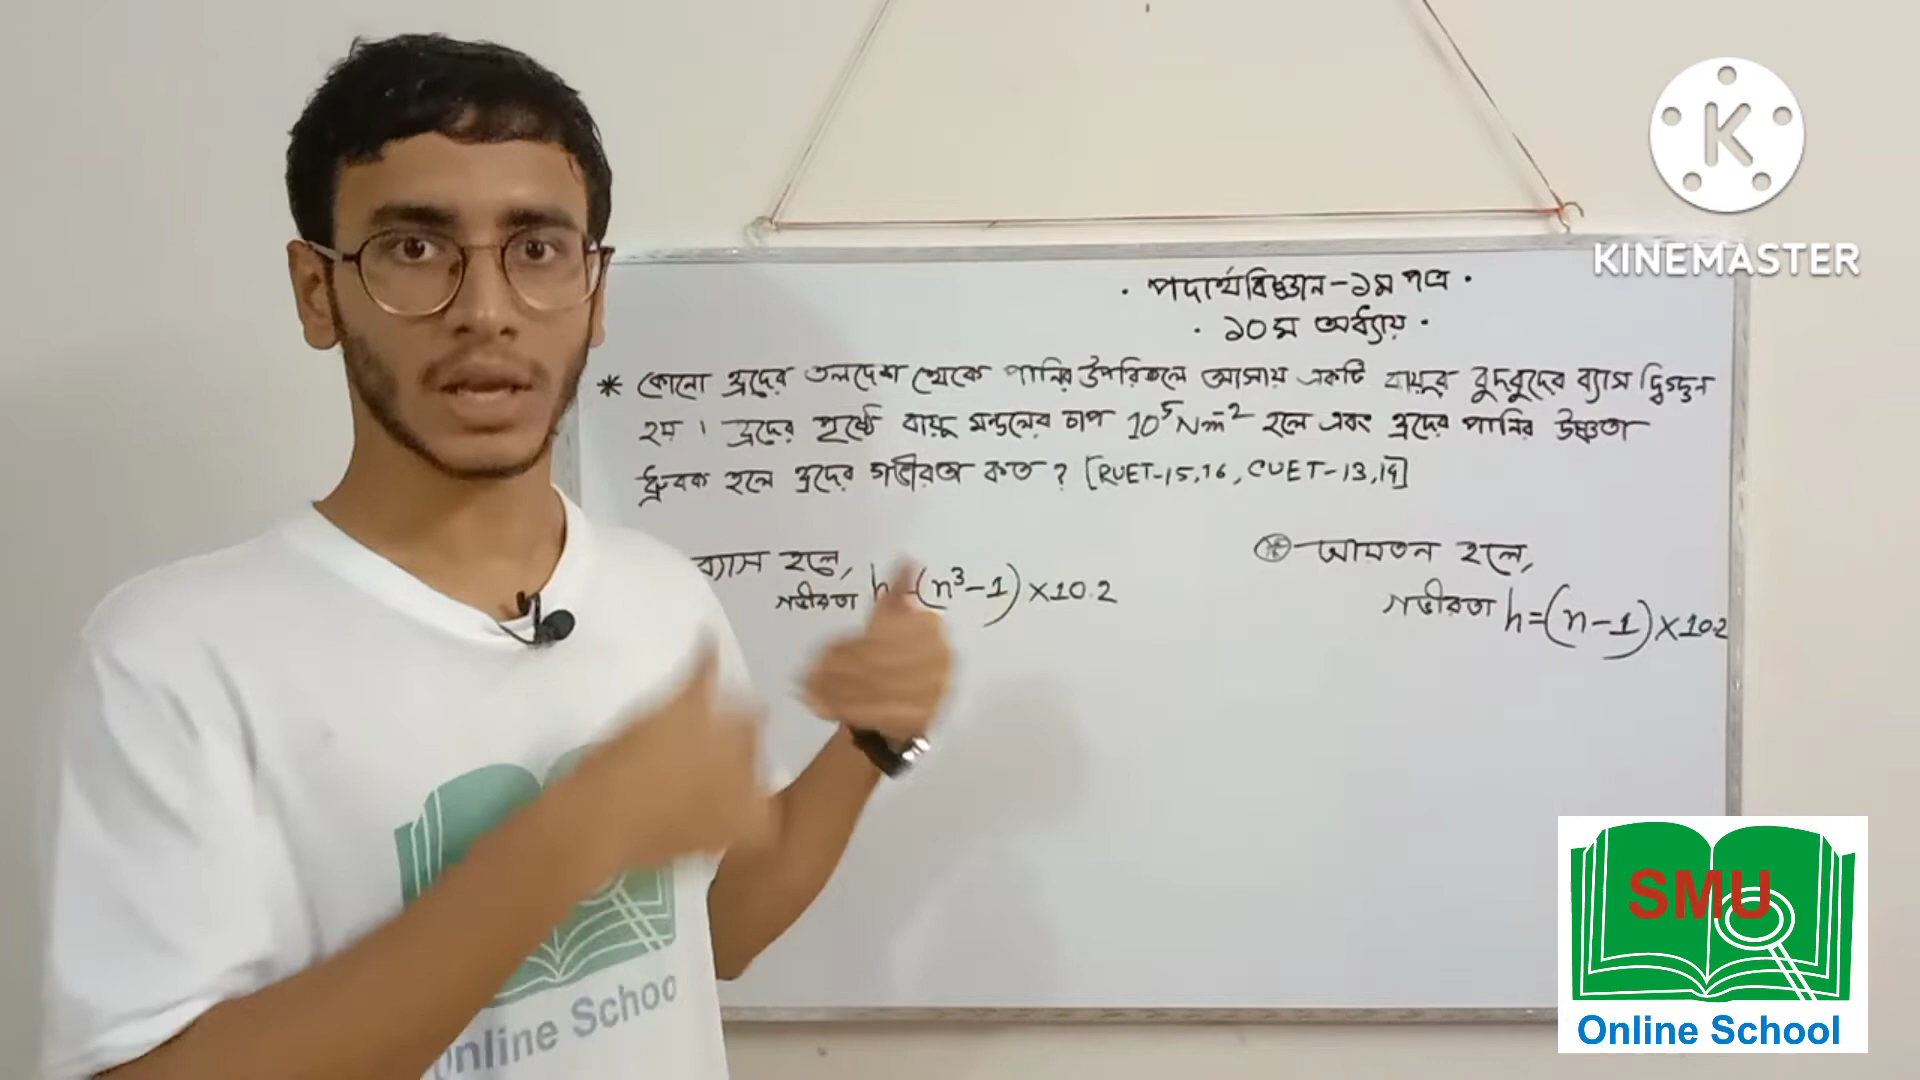 KINEMASTER
· পদার্থবিজ্ঞান-১ম পত্র ·
· ১০ম অধ্যায় ·
* কোনো হ্রদের তলদেশ থেকে পানির উপরিতলে আসায় একটি বায়ুর বুদবুদের ব্যাস দ্বিগুন
হয়। হ্রদের পৃষ্ঠে বায়ু মন্ডলের চাপ 10⁵Nm⁻² হলে এবং হ্রদের পানির উষ্ণতা
ধ্রুবক হলে হ্রদের গভীরতা কত? [RUET-15,16, CUET-13,14]
ব্যাস হলে,
গভীরতা h (n³-1)×10.2
আয়তন হলে,
গভীরতা h=(n-1)×10.2
SMU
Online School
nline Schoo